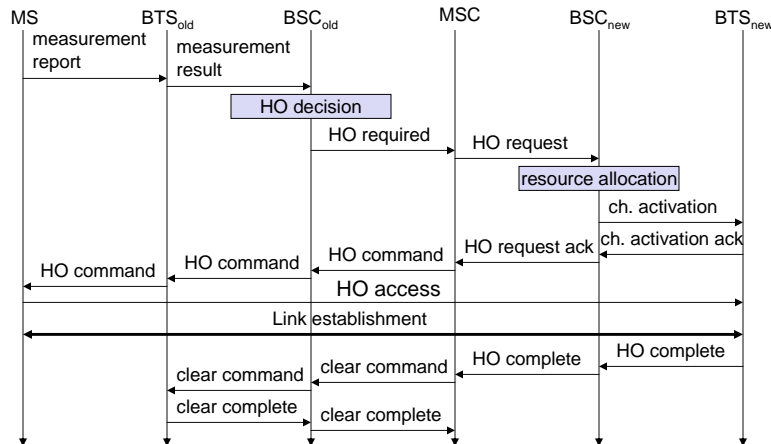 MS BTSold BSCold MSC BSCnew BTSnew
measurement
report
measurement
result
HO decision
HO required
HO request
resource allocation
ch. activation
ch. activation ack
HO request ack
HO command
HO command
HO command
HO access
Link establishment
HO complete
HO complete
clear command
clear command
clear complete
clear complete